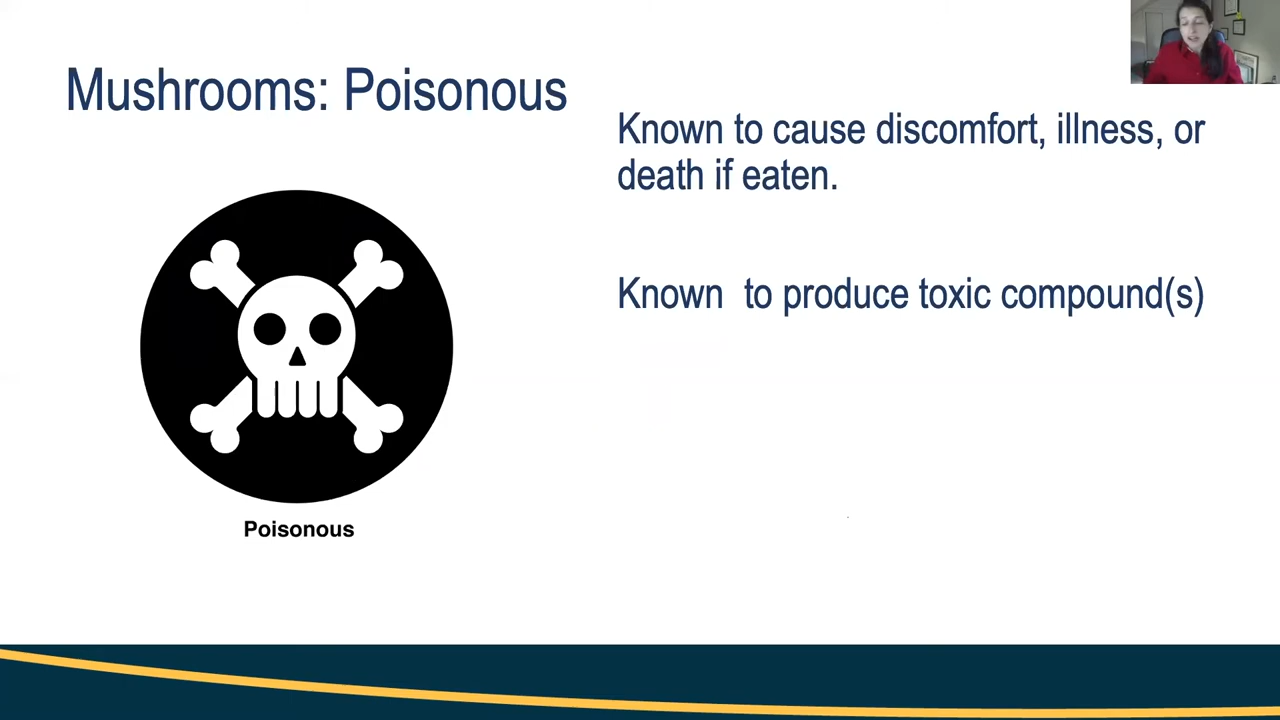 Mushrooms: Poisonous
Known to cause discomfort, illness, or
death if eaten.
Known  to produce toxic compound(s)
Poisonous